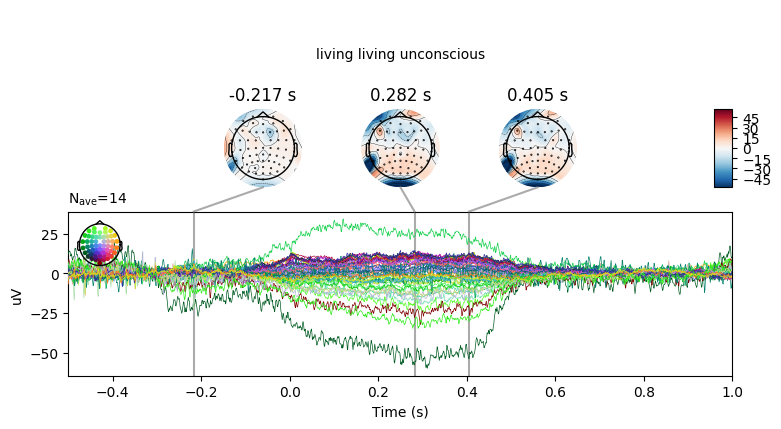 living living unconscious
-0.217 s 0.282 s 0.405 s
45
30
15
0
−15
−30
−45
Nave=14
25
0
−25
−50
uV
−0.4 −0.2 0.0 0.2 0.4 0.6 0.8 1.0
Time (s)